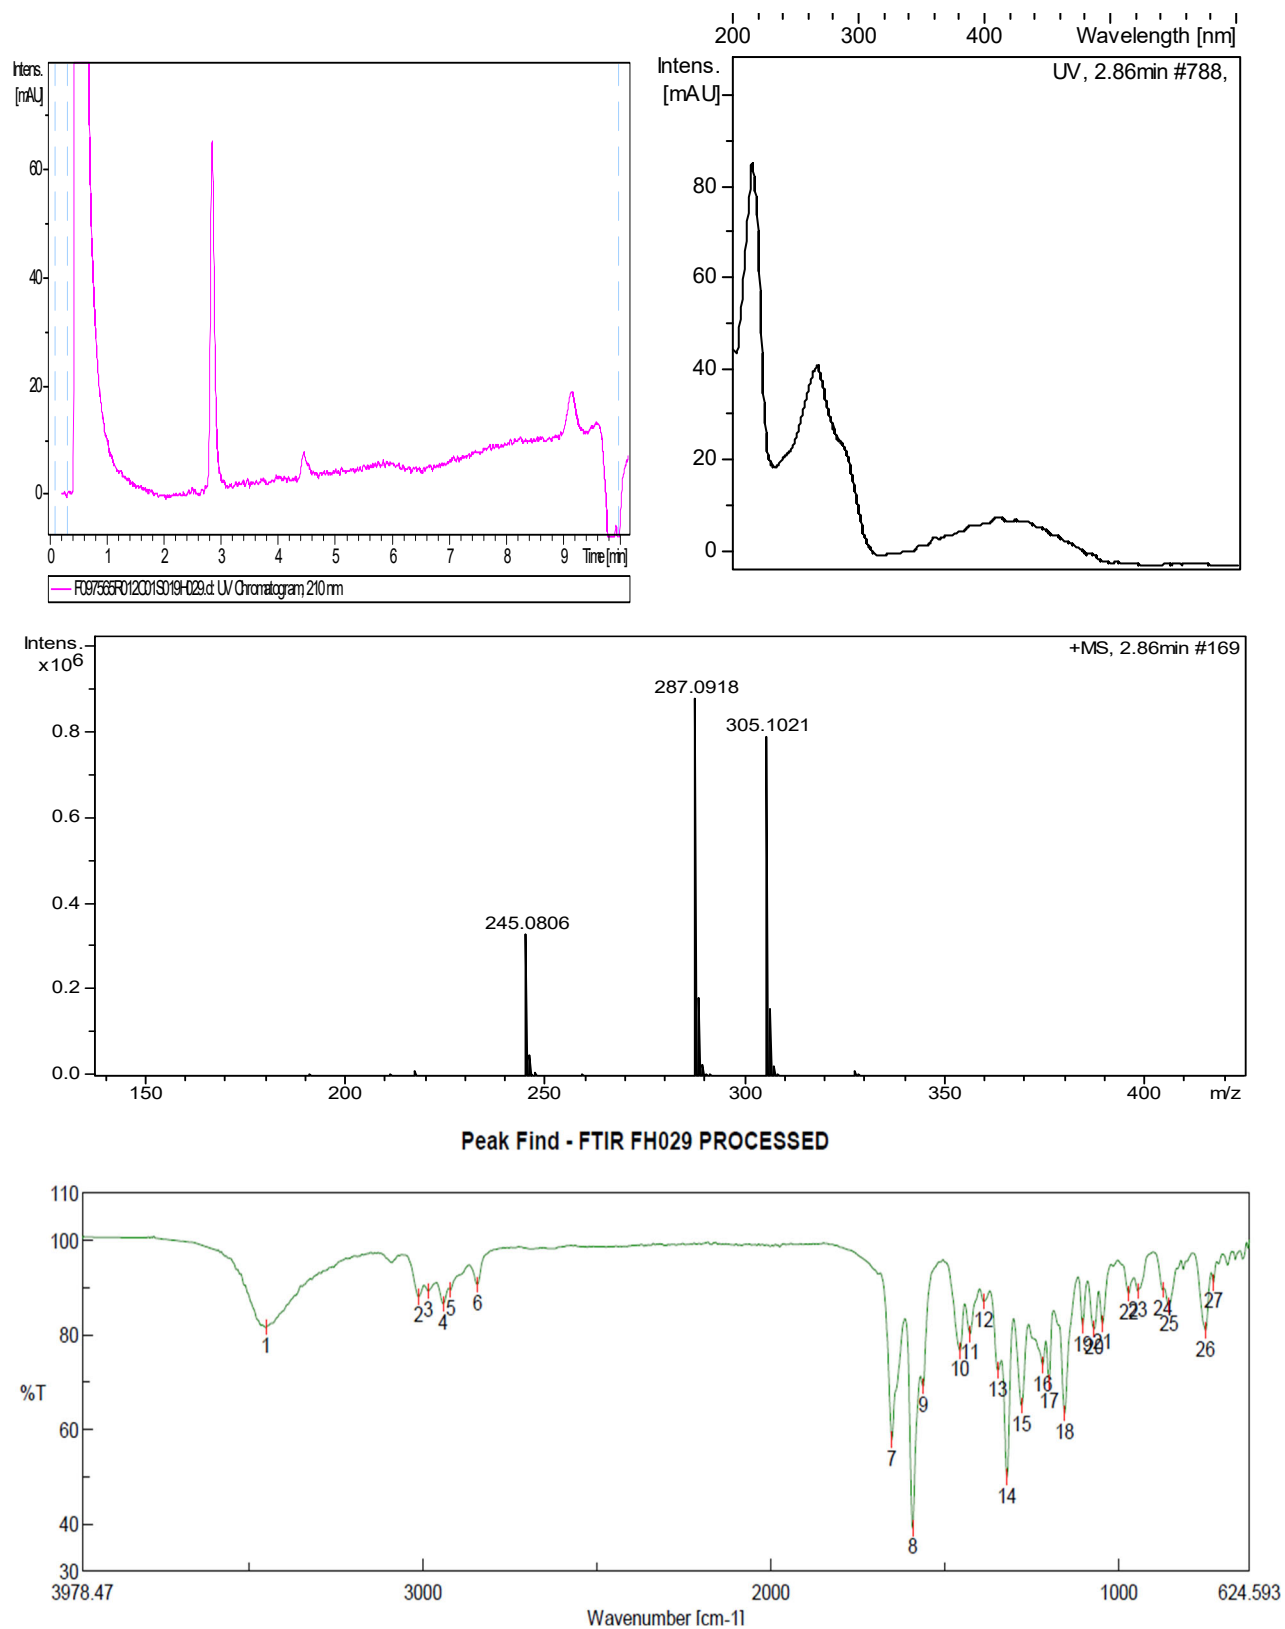 Intens.
[mAU]
60
40
20
0
0 1 2 3 4 5 6 7 8 9 Time [min]
F097565R012C01S019H029.d: UV Chromatogram, 210 nm
200 300 400 Wavelength [nm]
Intens.
[mAU]
UV, 2.86min #788,
80
60
40
20
0
Intens.
x10⁶
+MS, 2.86min #169
287.0918
305.1021
245.0806
0.8
0.6
0.4
0.2
0.0
150 200 250 300 350 400 m/z
Peak Find - FTIR FH029 PROCESSED
110
100
80
%T
60
40
30
1
2 3
4
5
6
7
8
9
10
11
12
13
14
15
16
17
18
19 20 21
22 23
24
25
26
27
3978.47 3000 2000 1000 624.593
Wavenumber [cm-1]